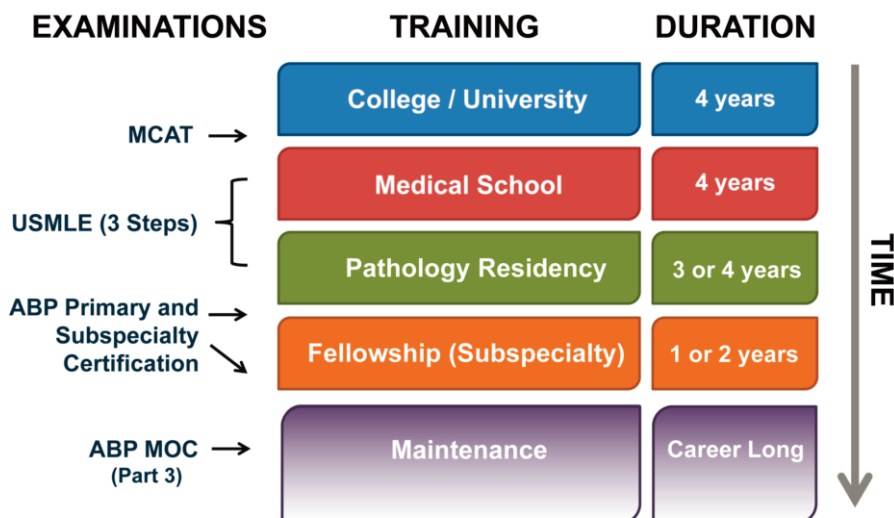 EXAMINATIONS TRAINING DURATION
College / University 4 years
MCAT
Medical School 4 years
USMLE (3 Steps)
Pathology Residency 3 or 4 years
ABP Primary and
Subspecialty
Certification
Fellowship (Subspecialty) 1 or 2 years
ABP MOC
(Part 3)
Maintenance Career Long
TIME